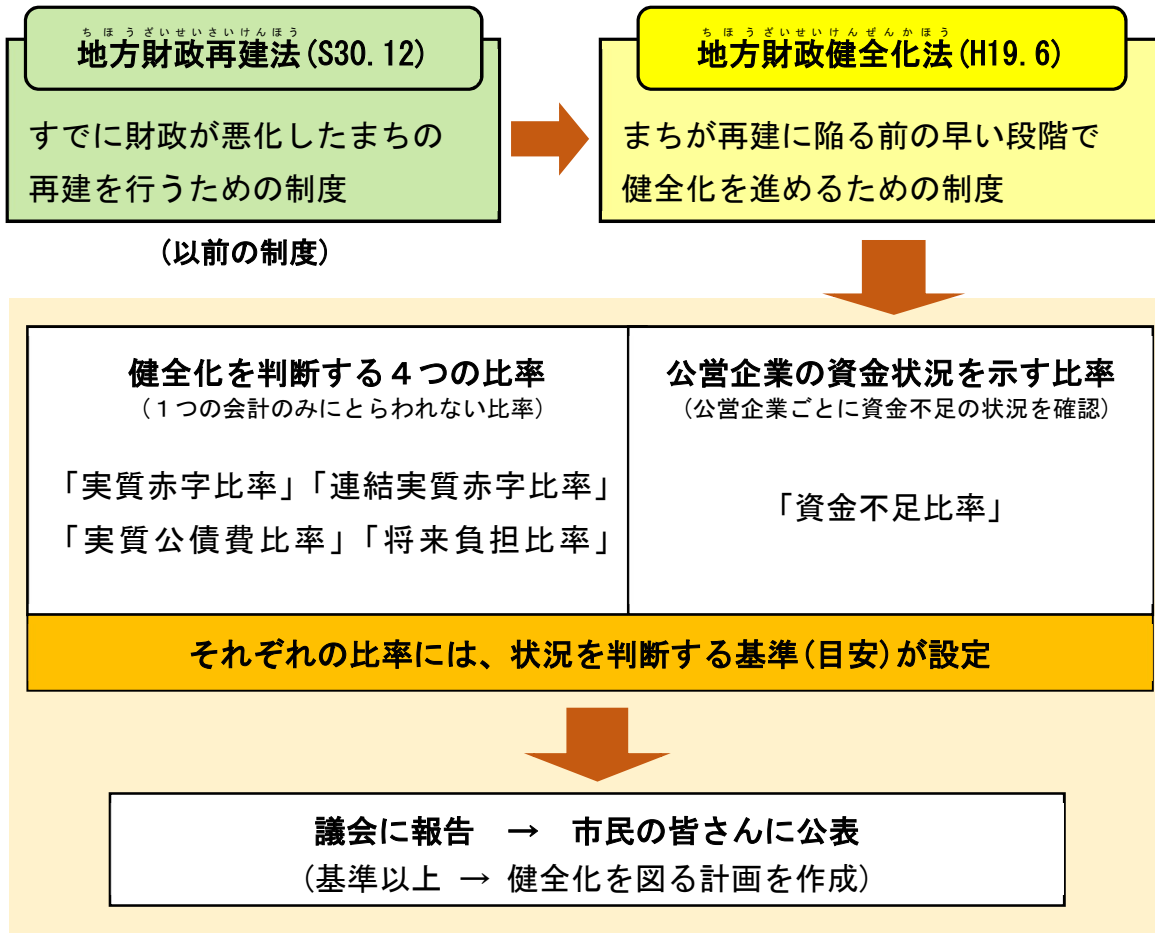 ちほうざいせいさいけんほう
地方財政再建法(S30.12)
すでに財政が悪化したまちの
再建を行うための制度
(以前の制度)
ちほうざいせいけんぜんかほう
地方財政健全化法(H19.6)
まちが再建に陥る前の早い段階で
健全化を進めるための制度
健全化を判断する４つの比率
（１つの会計のみにとらわれない比率）
「実質赤字比率」「連結実質赤字比率」
「実質公債費比率」「将来負担比率」
公営企業の資金状況を示す比率
（公営企業ごとに資金不足の状況を確認）
「資金不足比率」
それぞれの比率には、状況を判断する基準(目安)が設定
議会に報告　→　市民の皆さんに公表
(基準以上 → 健全化を図る計画を作成)